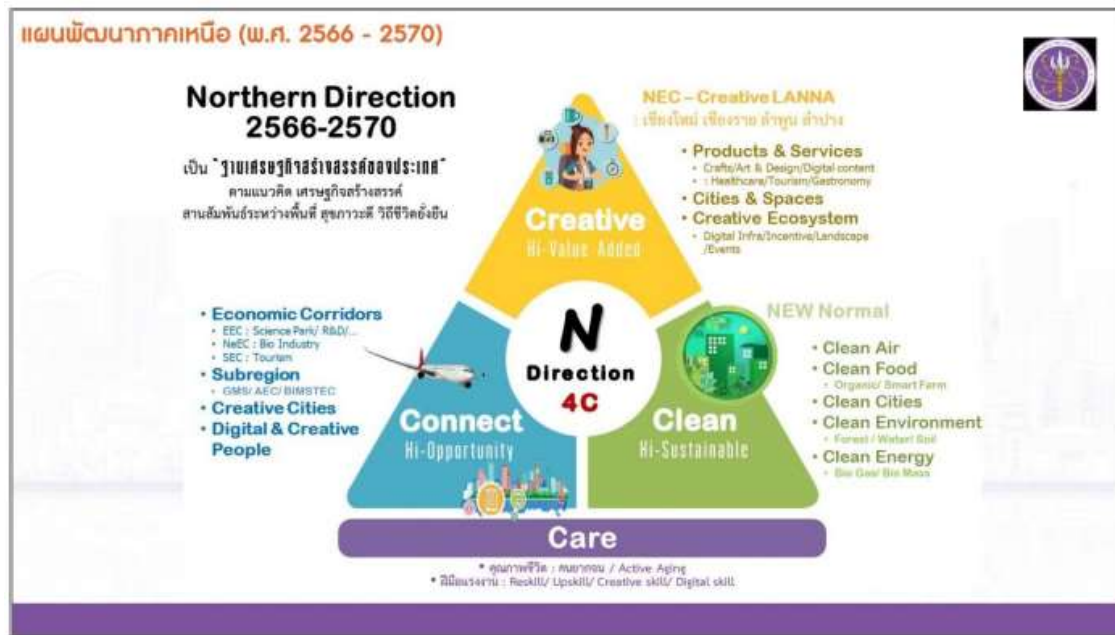 แผนพัฒนาภาคเหนือ (พ.ศ. 2566 - 2570)
Northern Direction
2566-2570
เป็น "ฐานเศรษฐกิจสร้างสรรค์ของประเทศ"
ตามแนวคิด เศรษฐกิจสร้างสรรค์
สานสัมพันธ์ระหว่างพื้นที่ สุขภาวะดี วิถีชีวิตยั่งยืน
NEC – Creative LANNA
: เชียงใหม่ เชียงราย ลำพูน ลำปาง
• Products & Services
• Crafts/Art & Design/Digital content
• : Healthcare/Tourism/Gastronomy
• Cities & Spaces
• Creative Ecosystem
• Digital Infra/Incentive/Landscape
/Events
Creative
Hi-Value Added
• Economic Corridors
• EEC : Science Park/ R&D/...
• NeEC : Bio Industry
• SEC : Tourism
• Subregion
• GMS/ AEC/ BIMSTEC
• Creative Cities
• Digital & Creative
People
N
Direction
4C
Connect
Hi-Opportunity
Clean
Hi-Sustainable
NEW Normal
• Clean Air
• Clean Food
• Organic/ Smart Farm
• Clean Cities
• Clean Environment
• Forest / Water/ Soil
• Clean Energy
• Bio Gas/ Bio Mass
Care
• คุณภาพชีวิต : คนยากจน / Active Aging
• ฝีมือแรงงาน : Reskill/ Upskill/ Creative skill/ Digital skill